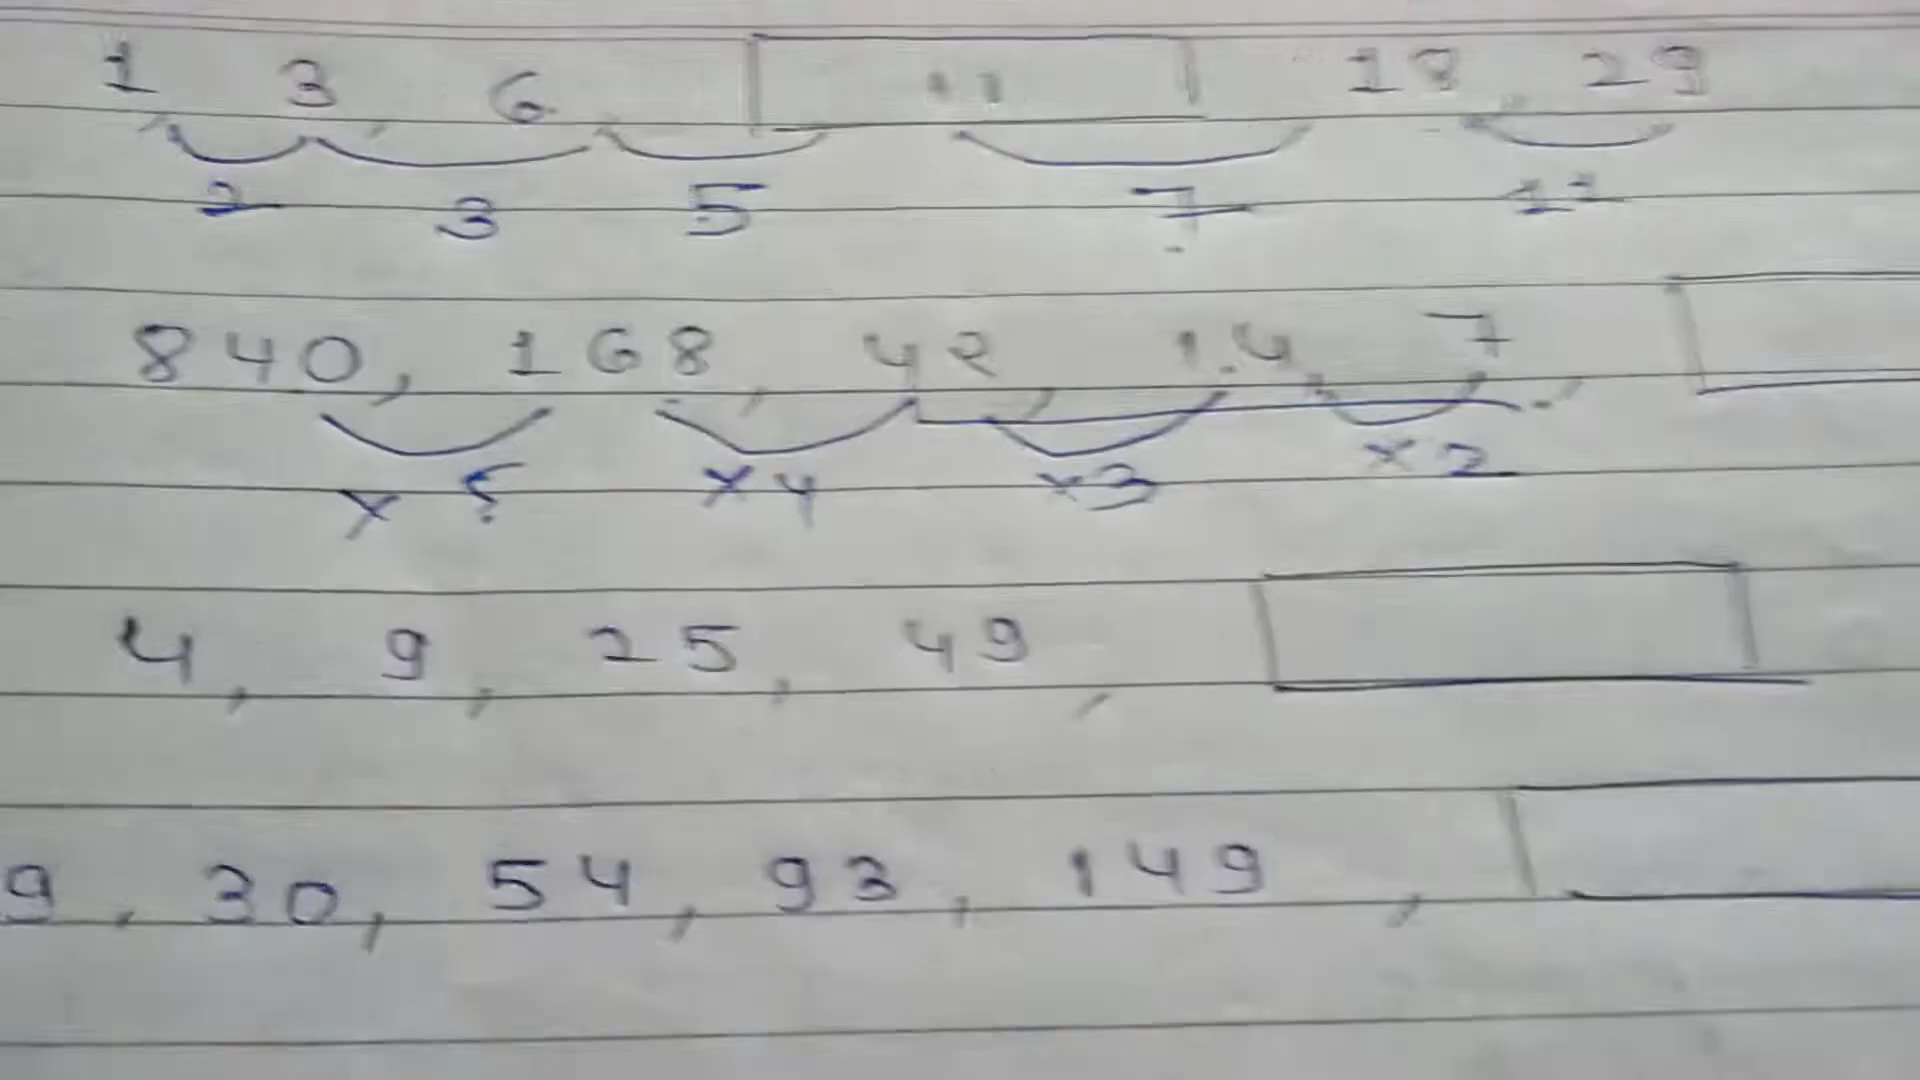 1 3, 6, 11 18, 29
2 3 5 7 11
840, 168, 42, 14, 7,
×5 ×4 ×3 ×2
4, 9, 25, 49,
9, 30, 54, 93, 149,